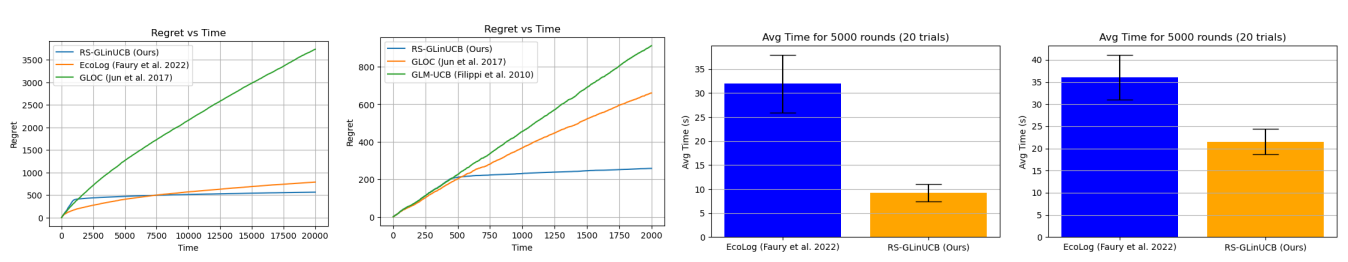 Regret vs Time
RS-GLinUCB (Ours)
EcoLog (Faury et al. 2022)
GLOC (Jun et al. 2017)
3500
3000
2500
2000
1500
1000
500
0
Regret
0 2500 5000 7500 10000 12500 15000 17500 20000
Time
Regret vs Time
RS-GLinUCB (Ours)
GLOC (Jun et al. 2017)
GLM-UCB (Filippi et al. 2010)
800
600
400
200
0
Regret
0 250 500 750 1000 1250 1500 1750 2000
Time
Avg Time for 5000 rounds (20 trials)
35
30
25
20
15
10
5
0
Avg Time (s)
EcoLog (Faury et al. 2022) RS-GLinUCB (Ours)
Avg Time for 5000 rounds (20 trials)
40
35
30
25
20
15
10
5
0
Avg Time (s)
EcoLog (Faury et al. 2022) RS-GLinUCB (Ours)